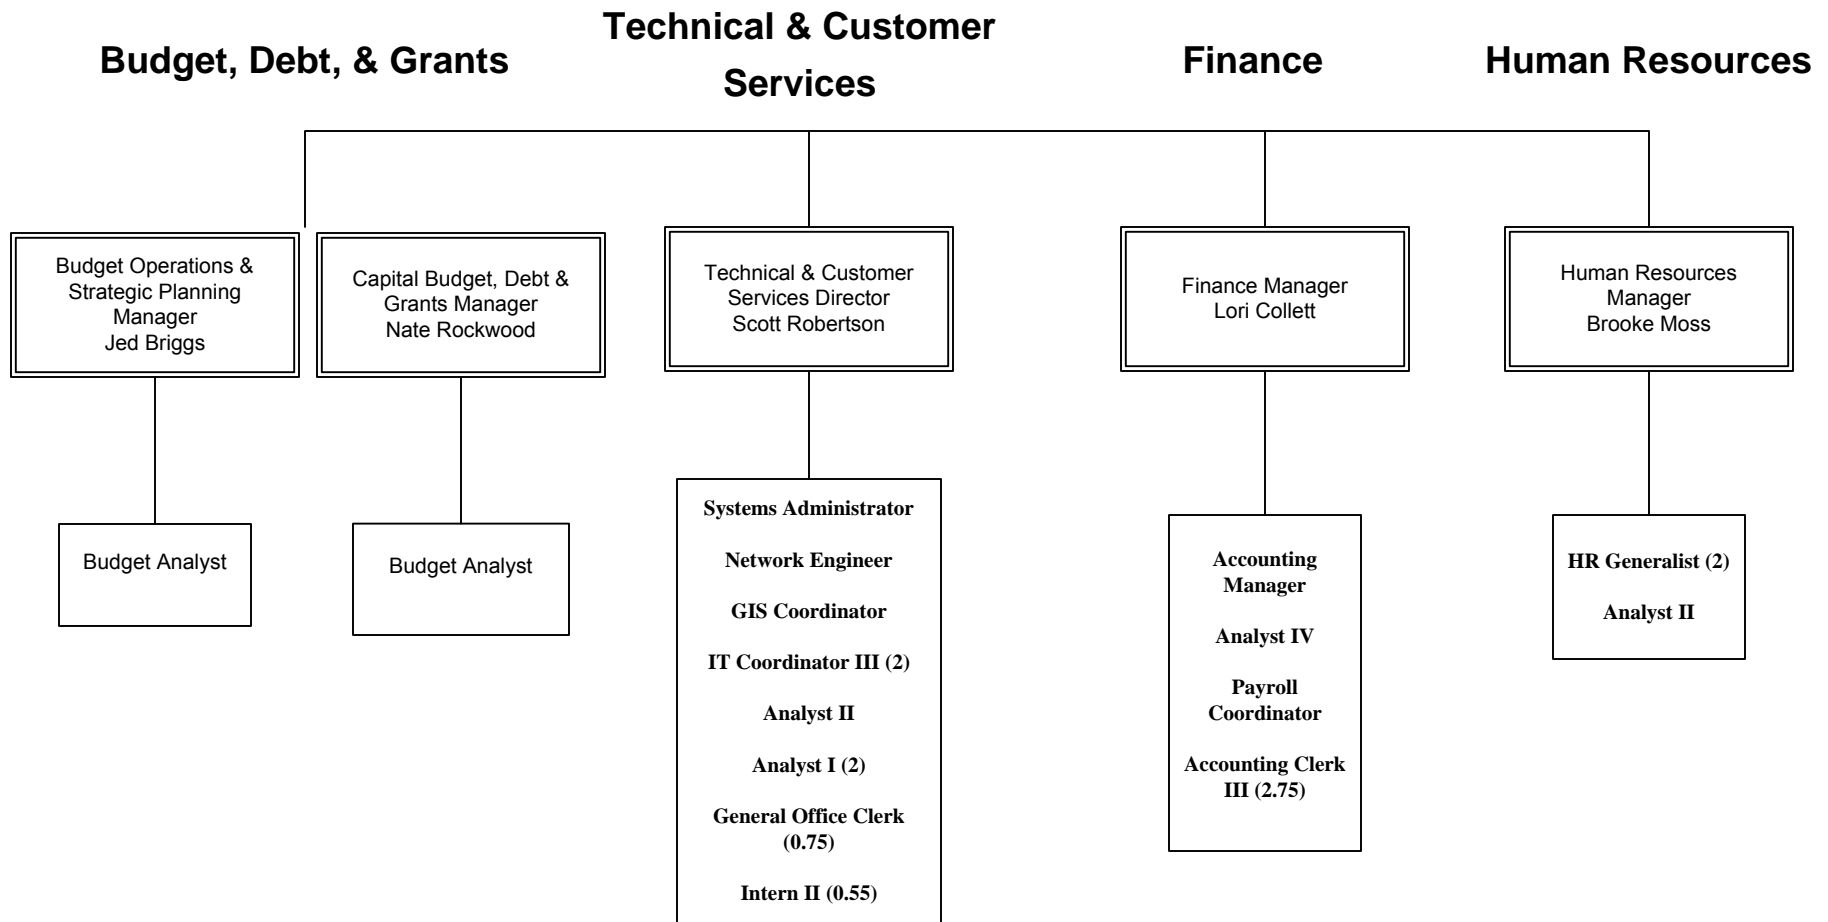 Budget, Debt, & Grants
Technical & Customer
Services
Finance
Human Resources
Budget Operations &
Strategic Planning
Manager
Jed Briggs
Capital Budget, Debt &
Grants Manager
Nate Rockwood
Technical & Customer
Services Director
Scott Robertson
Finance Manager
Lori Collett
Human Resources
Manager
Brooke Moss
Budget Analyst
Budget Analyst
Systems Administrator
Network Engineer
GIS Coordinator
IT Coordinator III (2)
Analyst II
Analyst I (2)
General Office Clerk
(0.75)
Intern II (0.55)
Accounting
Manager
Analyst IV
Payroll
Coordinator
Accounting Clerk
III (2.75)
HR Generalist (2)
Analyst II